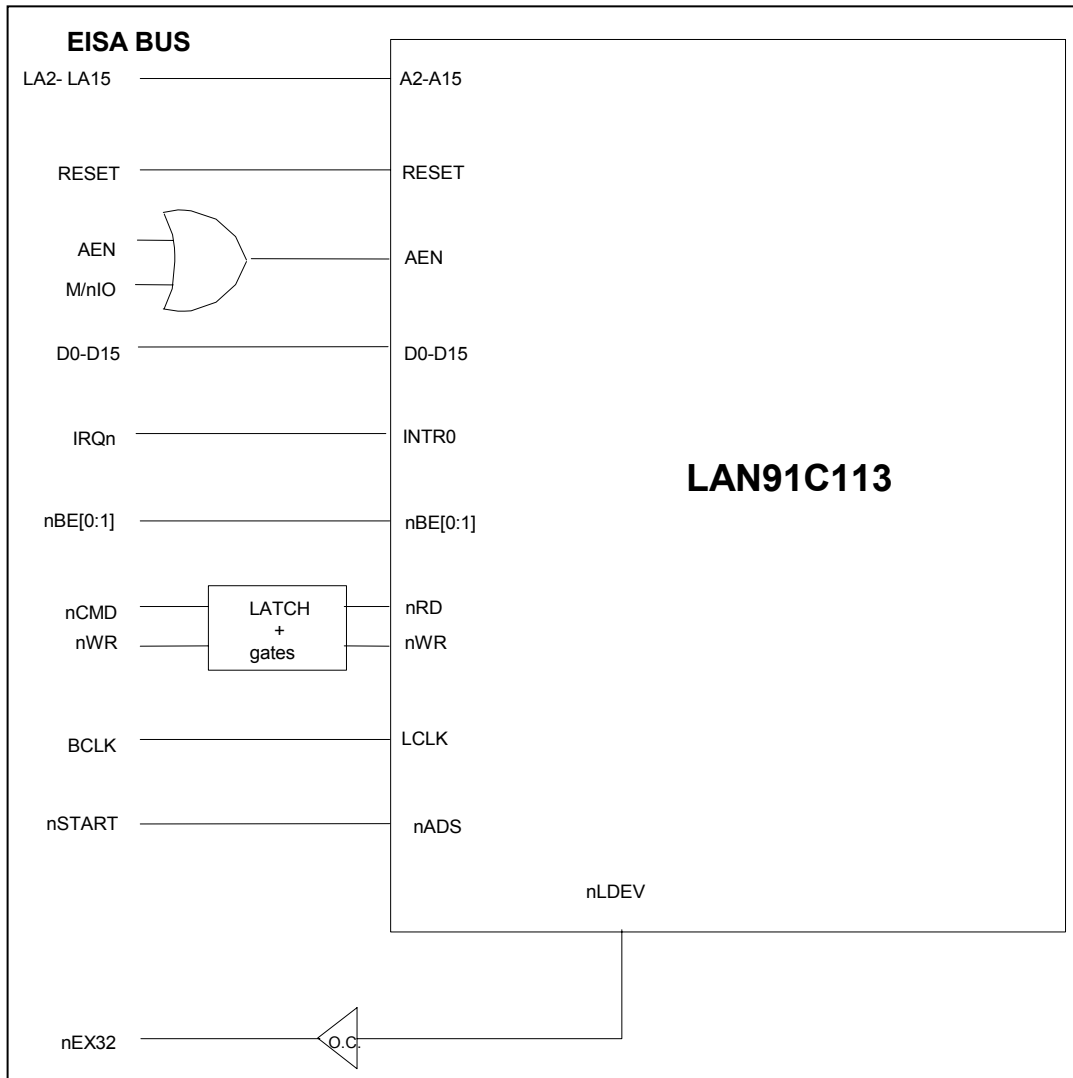 EISA BUS
LA2- LA15
A2-A15
RESET
RESET
AEN
AEN
M/nIO
D0-D15
D0-D15
IRQn
INTR0
LAN91C113
nBE[0:1]
nBE[0:1]
nCMD
LATCH
nRD
+
nWR
nWR
gates
BCLK
LCLK
nSTART
nADS
nLDEV
nEX32
O.C.